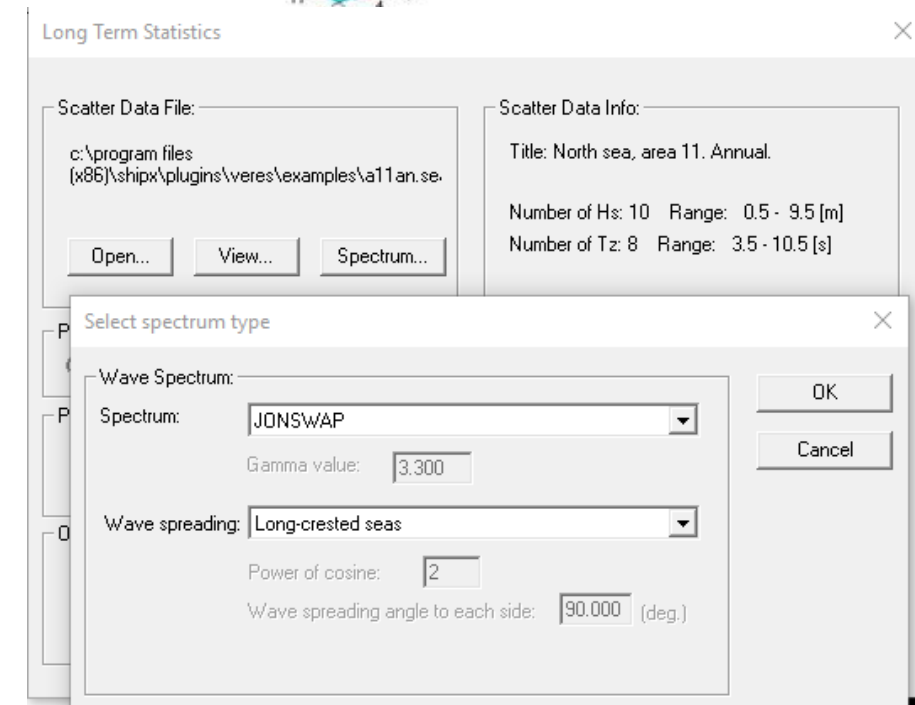 Long Term Statistics
Scatter Data File:
c:\program files
(x86)\shipx\plugins\veres\examples\a11an.sea
Open...
View...
Spectrum...
Scatter Data Info:
Title: North sea, area 11. Annual.
Number of Hs: 10 Range: 0.5 - 9.5 [m]
Number of Tz: 8 Range: 3.5 - 10.5 [s]
P
P
O
Select spectrum type
Wave Spectrum:
Spectrum: JONSWAP
Gamma value: 3.300
Wave spreading: Long-crested seas
Power of cosine: 2
Wave spreading angle to each side: 90.000 (deg.)
OK
Cancel